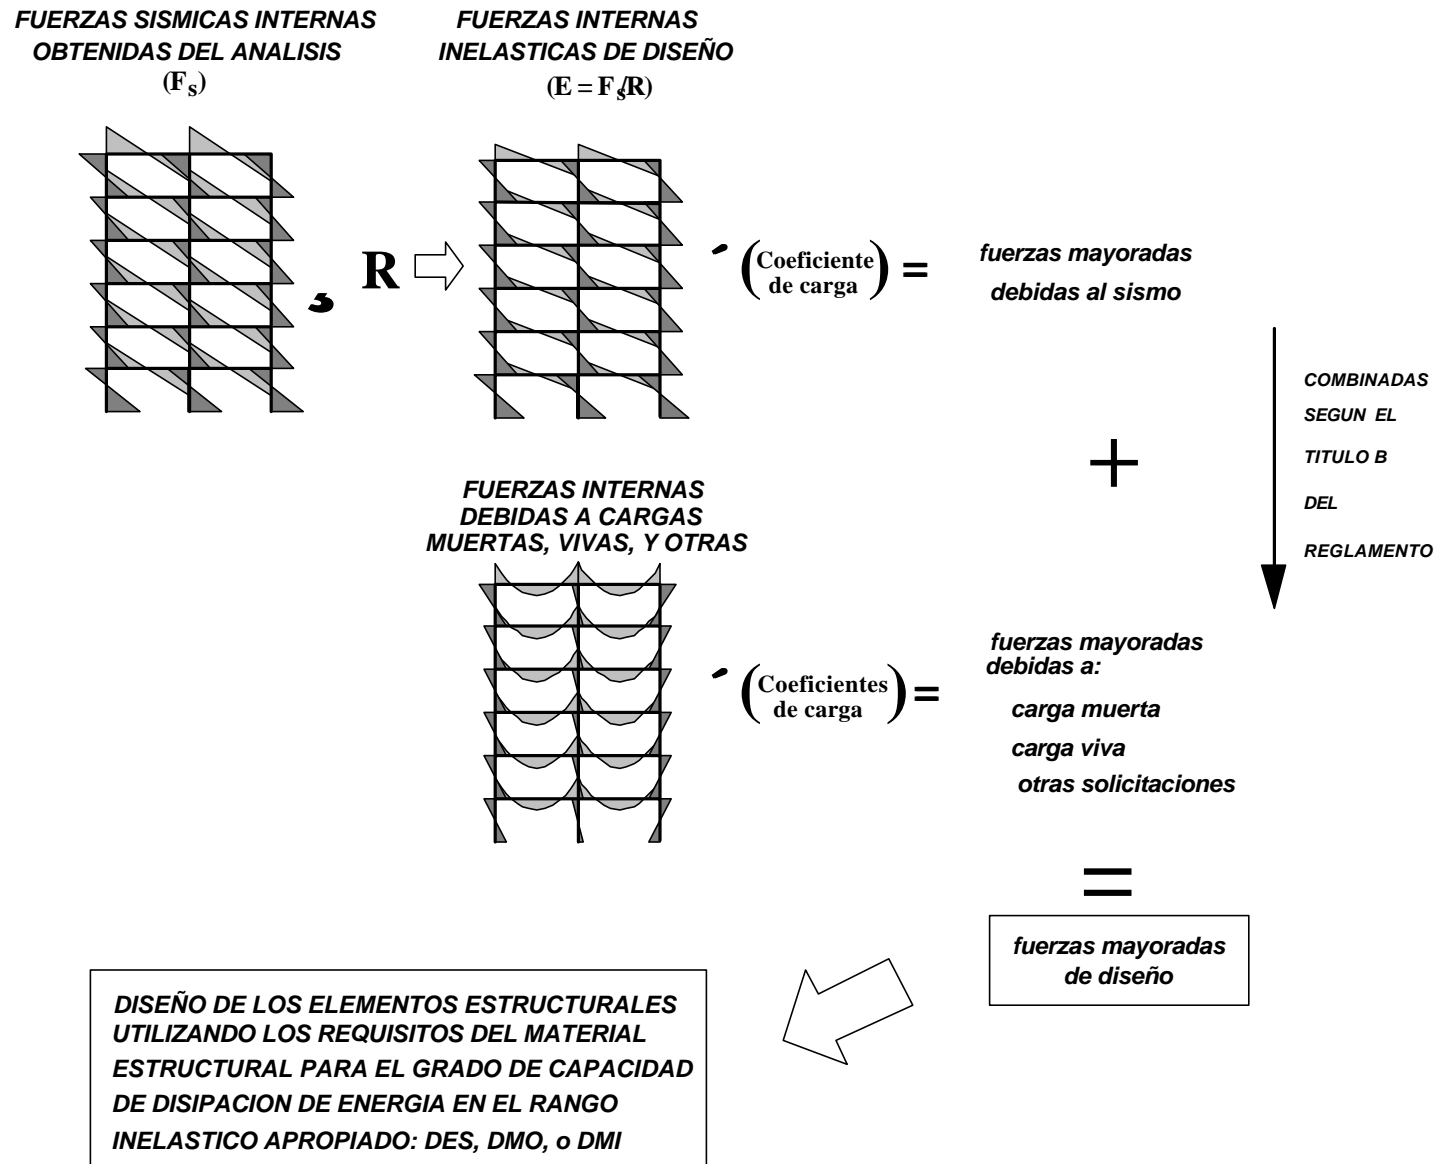 FUERZAS SISMICAS INTERNAS
OBTENIDAS DEL ANALISIS
(Fs)
FUERZAS INTERNAS
INELASTICAS DE DISEÑO
(E = Fs/R)
R
(Coeficiente
de carga) =
fuerzas mayoradas
debidas al sismo
COMBINADAS
SEGUN EL
TITULO B
DEL
REGLAMENTO
+
FUERZAS INTERNAS
DEBIDAS A CARGAS
MUERTAS, VIVAS, Y OTRAS
(Coeficientes
de carga) =
fuerzas mayoradas
debidas a:
carga muerta
carga viva
otras solicitaciones
=
fuerzas mayoradas
de diseño
DISEÑO DE LOS ELEMENTOS ESTRUCTURALES
UTILIZANDO LOS REQUISITOS DEL MATERIAL
ESTRUCTURAL PARA EL GRADO DE CAPACIDAD
DE DISIPACION DE ENERGIA EN EL RANGO
INELASTICO APROPIADO: DES, DMO, o DMI